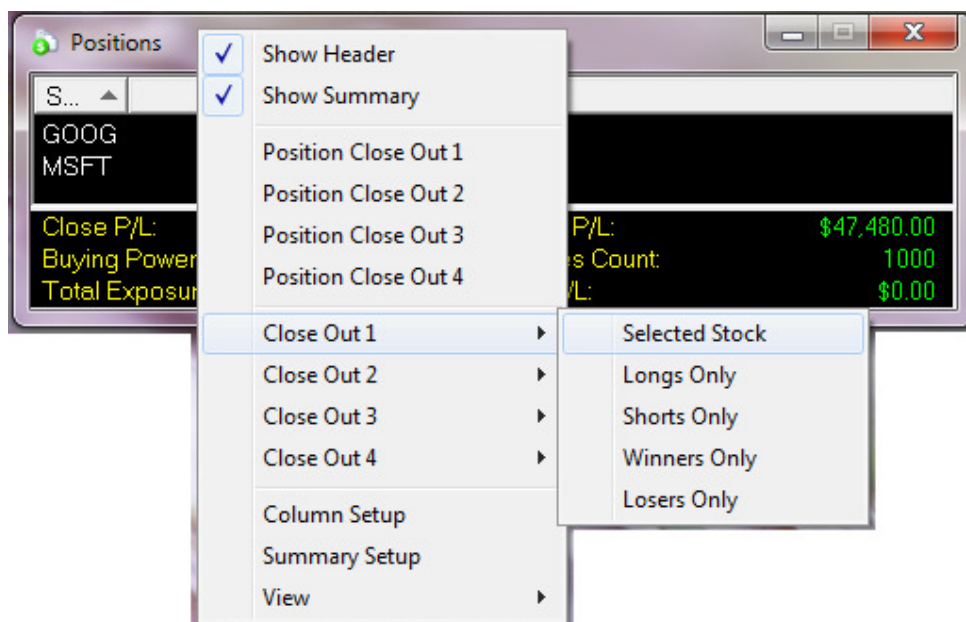 Positions
S...
GOOG
MSFT
Close P/L:
Buying Power
Total Exposur
P/L: $47,480.00
s Count: 1000
/L: $0.00
Show Header
Show Summary
Position Close Out 1
Position Close Out 2
Position Close Out 3
Position Close Out 4
Close Out 1
Close Out 2
Close Out 3
Close Out 4
Column Setup
Summary Setup
View
Selected Stock
Longs Only
Shorts Only
Winners Only
Losers Only